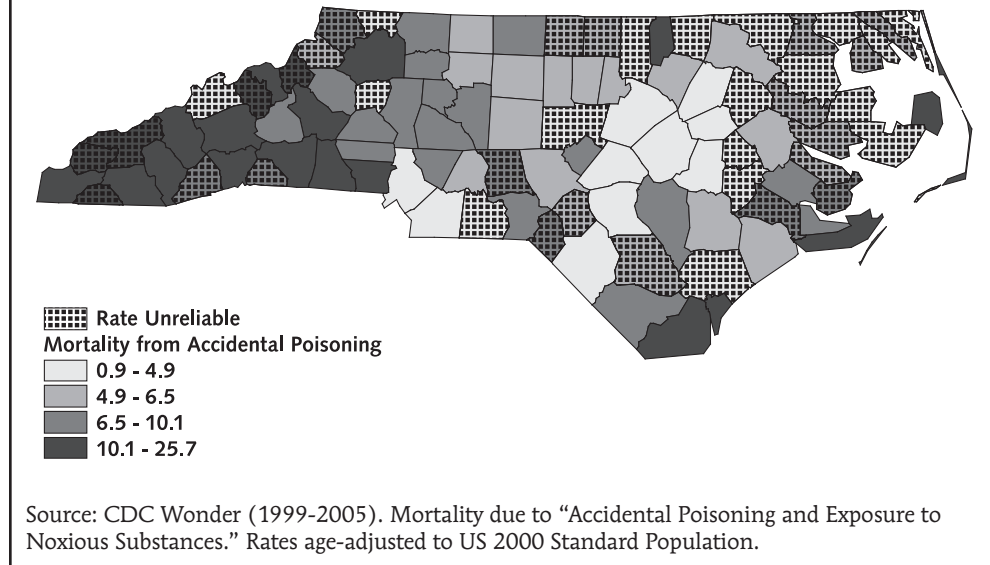 Rate Unreliable
Mortality from Accidental Poisoning
0.9 - 4.9
4.9 - 6.5
6.5 - 10.1
10.1 - 25.7
Source: CDC Wonder (1999-2005). Mortality due to “Accidental Poisoning and Exposure to
Noxious Substances.” Rates age-adjusted to US 2000 Standard Population.